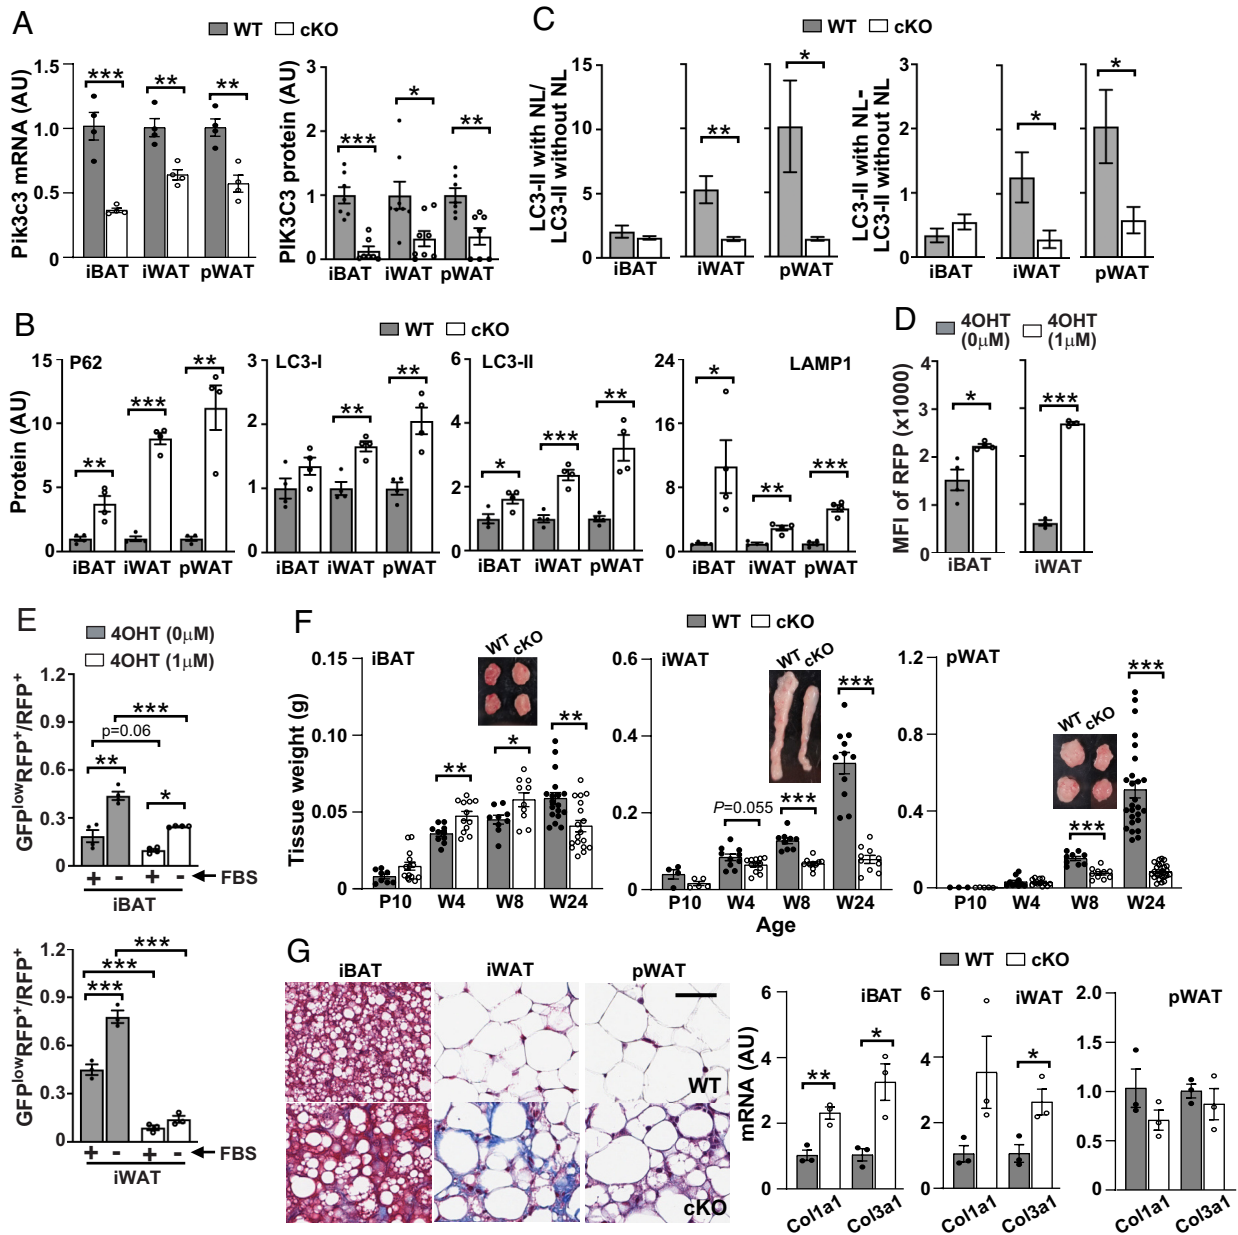 A
WT cKO
Pik3c3 mRNA (AU)
1.5
1.0
0.5
0
*** ** **
iBAT iWAT pWAT
PIK3C3 protein (AU)
3
2
1
0
*** * **
iBAT iWAT pWAT
C
WT cKO
LC3-II with NL/
LC3-II without NL
15
10
5
0
** *
iBAT iWAT pWAT
LC3-II with NL-
LC3-II without NL
3
2
1
0
* *
iBAT iWAT pWAT
B
WT cKO
Protein (AU)
P62
15
10
5
0
** *** **
iBAT iWAT pWAT
LC3-I
3
2
1
0
** **
iBAT iWAT pWAT
LC3-II
6
4
2
0
* *** **
iBAT iWAT pWAT
LAMP1
24
16
8
0
* ** ***
iBAT iWAT pWAT
D
4OHT (0μM) 4OHT (1μM)
MFI of RFP (x1000)
4
3
2
1
0
* ***
iBAT iWAT
E
4OHT (0μM)
4OHT (1μM)
GFPlowRFP+/RFP+
1.2
0.9
0.6
0.3
0
***
p=0.06
** *
+ - + - FBS
iBAT
GFPlowRFP+/RFP+
1.2
0.9
0.6
0.3
0
***
***
***
+ - + - FBS
iWAT
F
WT cKO
Tissue weight (g)
iBAT
0.15
0.10
0.05
0
WT cKO
** * **
P10 W4 W8 W24
iWAT
0.6
0.4
0.2
0
WT cKO
P=0.055 *** ***
P10 W4 W8 W24
Age
pWAT
1.2
0.8
0.4
0
WT cKO
*** ***
P10 W4 W8 W24
G
iBAT iWAT pWAT
WT
cKO
WT cKO
mRNA (AU)
iBAT
6
4
2
0
** *
Col1a1 Col3a1
iWAT
6
4
2
0
*
Col1a1 Col3a1
pWAT
2.0
1.5
1.0
0.5
0
Col1a1 Col3a1